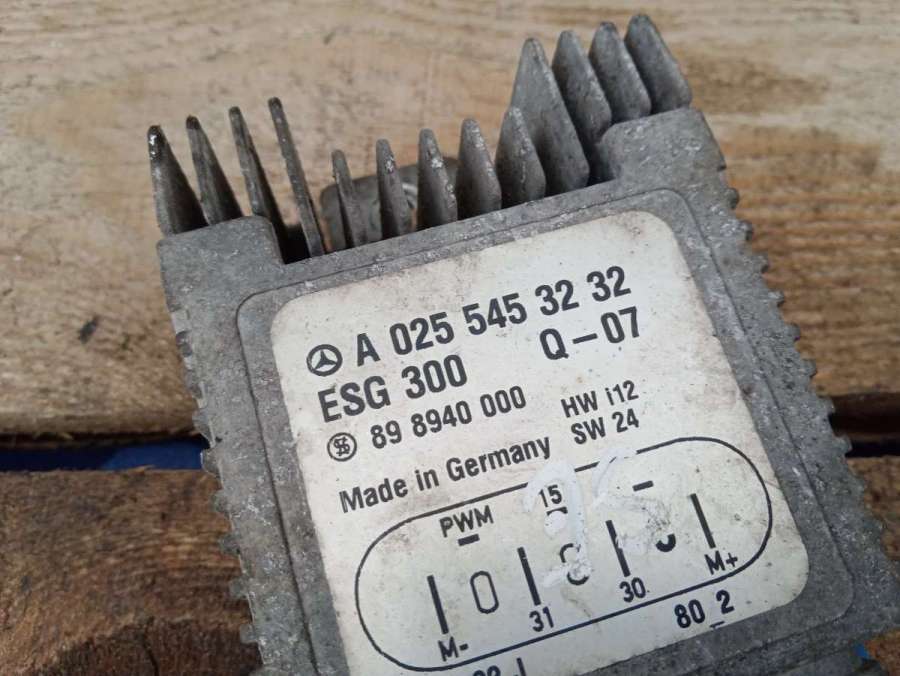 A 025 545 32 32
ESG 300 Q-07
89 8940 000 HW i12
Made in Germany SW 24
PWM 15 -
M- 31 30 M+
80 2